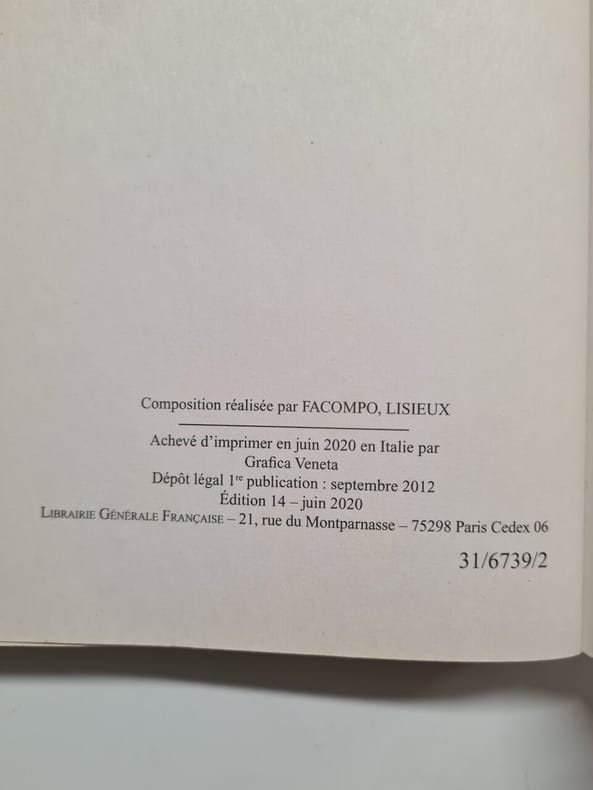 Composition réalisée par FACOMPO, LISIEUX
Achevé d’imprimer en juin 2020 en Italie par
Grafica Veneta
Dépôt légal 1re publication : septembre 2012
Édition 14 – juin 2020
LIBRAIRIE GÉNÉRALE FRANÇAISE – 21, rue du Montparnasse – 75298 Paris Cedex 06
31/6739/2